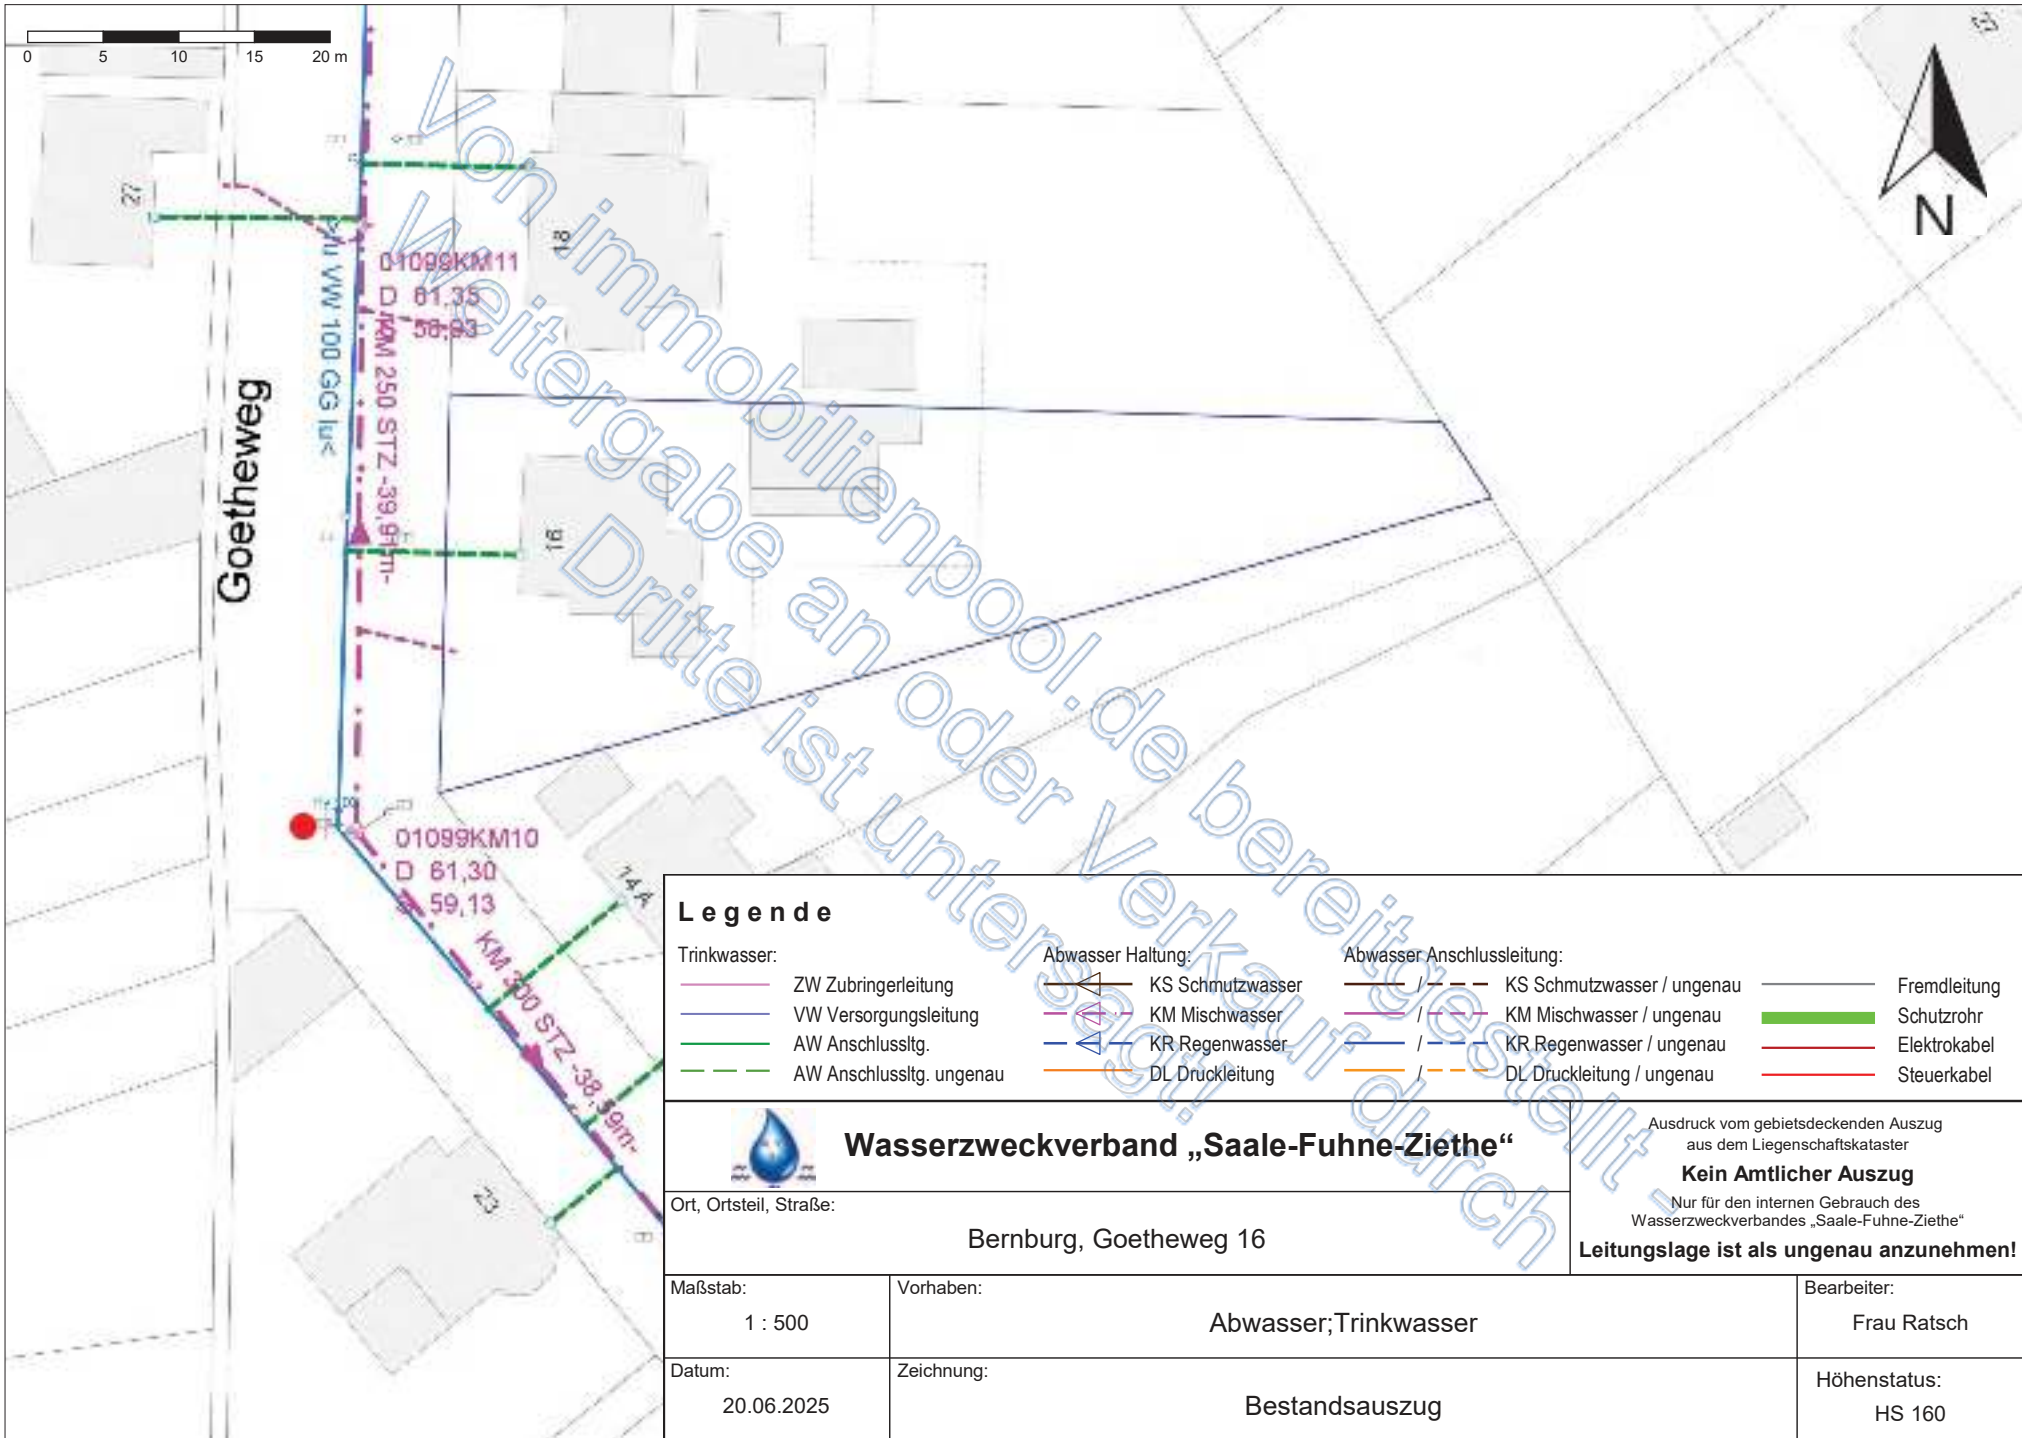 0 5 10 15 20 m
27
18
37
N
01099KM11
D 61,35
58,93
VW 100 GG
KM 250 STZ -39,91m-
Goetheweg
16
01099KM10
D 61,30
59,13
KM 300 STZ -38,59m-
14 A
23
Von immobilienpool.de bereitgestellt -
Weitergabe an oder Verkauf durch
Dritte ist untersagt!
Legende
Trinkwasser:
ZW Zubringerleitung
VW Versorgungsleitung
AW Anschlussltg.
AW Anschlussltg. ungenau
Abwasser Haltung:
KS Schmutzwasser
KM Mischwasser
KR Regenwasser
DL Druckleitung
Abwasser Anschlussleitung:
/ KS Schmutzwasser / ungenau
/ KM Mischwasser / ungenau
/ KR Regenwasser / ungenau
/ DL Druckleitung / ungenau
Fremdleitung
Schutzrohr
Elektrokabel
Steuerkabel
Wasserzweckverband „Saale-Fuhne-Ziethe“
Ausdruck vom gebietsdeckenden Auszug
aus dem Liegenschaftskataster
Kein Amtlicher Auszug
Nur für den internen Gebrauch des
Wasserzweckverbandes „Saale-Fuhne-Ziethe“
Leitungslage ist als ungenau anzunehmen!
Ort, Ortsteil, Straße:
Bernburg, Goetheweg 16
Maßstab:
1 : 500
Vorhaben:
Abwasser;Trinkwasser
Bearbeiter:
Frau Ratsch
Datum:
20.06.2025
Zeichnung:
Bestandsauszug
Höhenstatus:
HS 160